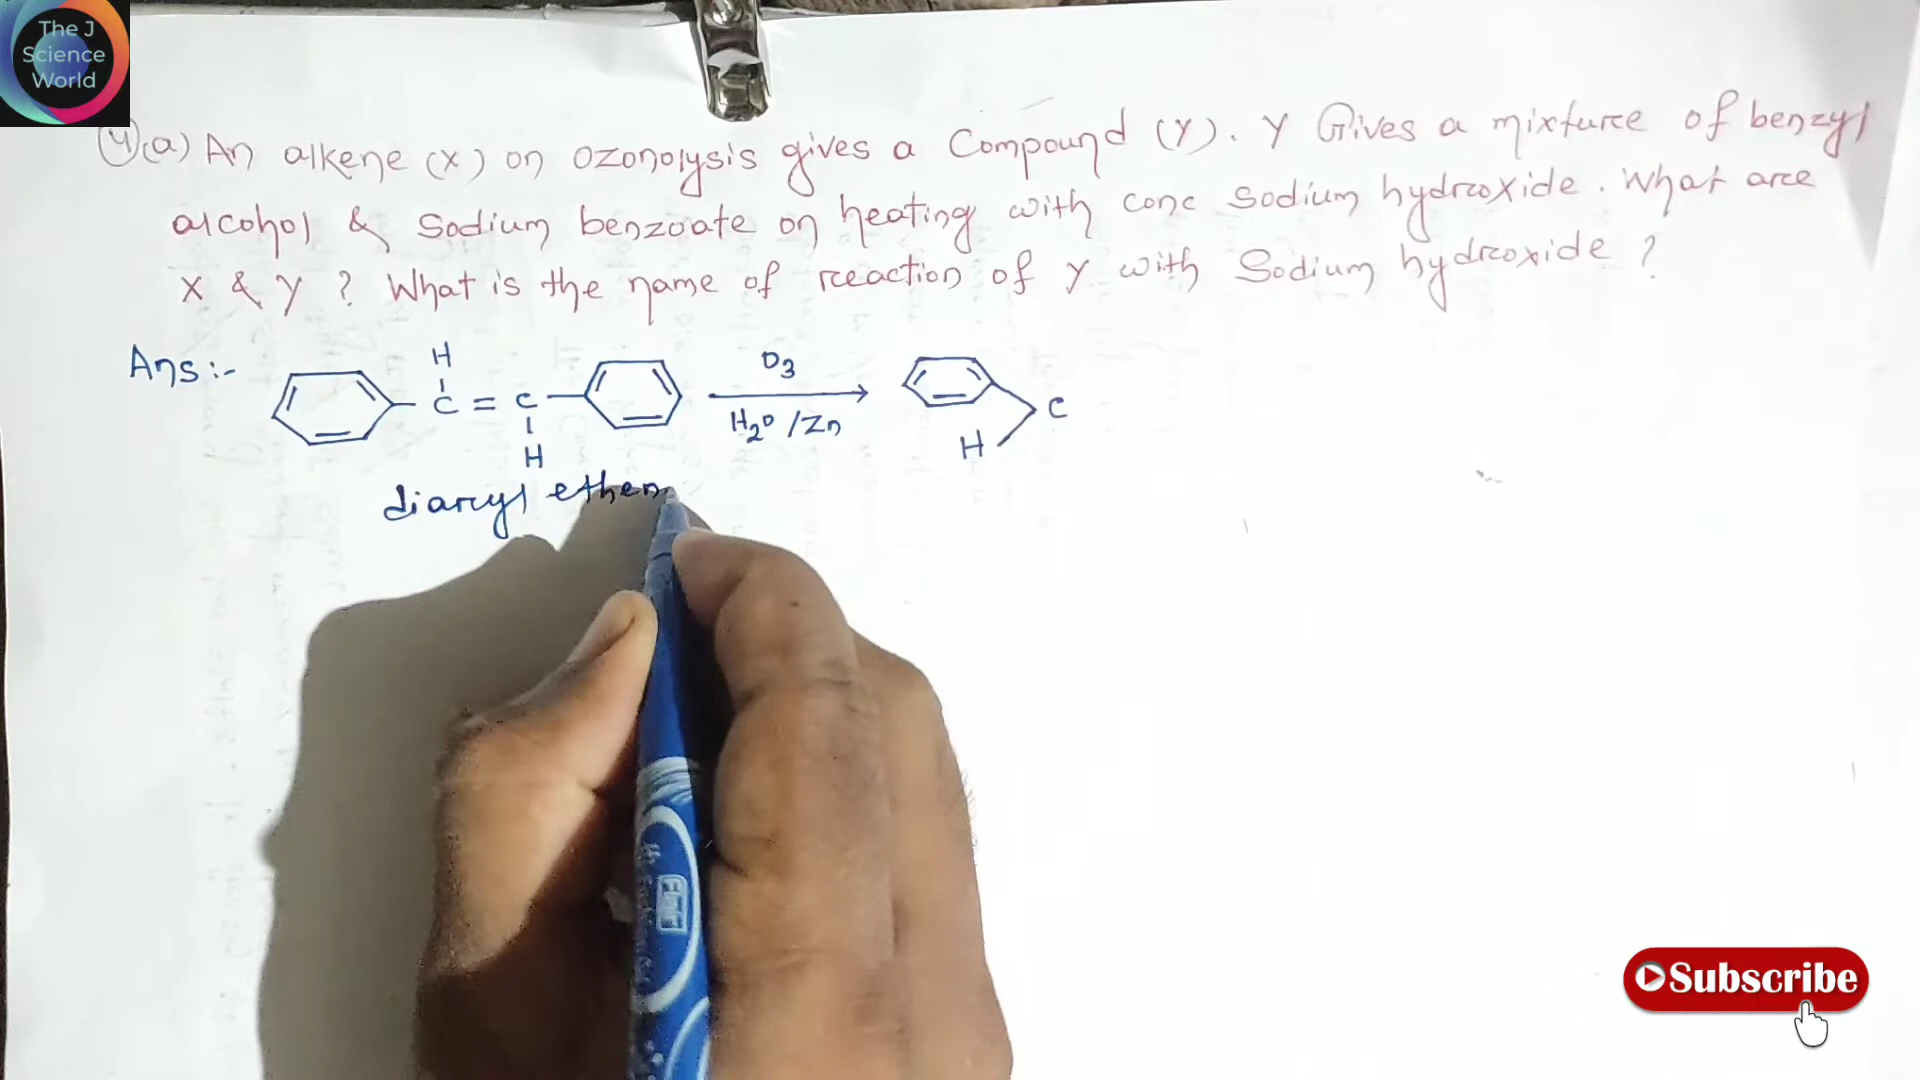 The J
Science
World
4(a) An alkene (X) on ozonolysis gives a Compound (Y). Y Gives a mixture of benzyl
alcohol & Sodium benzoate on heating with conc Sodium hydroxide. What are
X & Y ? What is the name of reaction of Y with Sodium hydroxide ?
Ans :-
H
C = C
H
O3
H2O /Zn
C
H
diaryl ethen
Subscribe